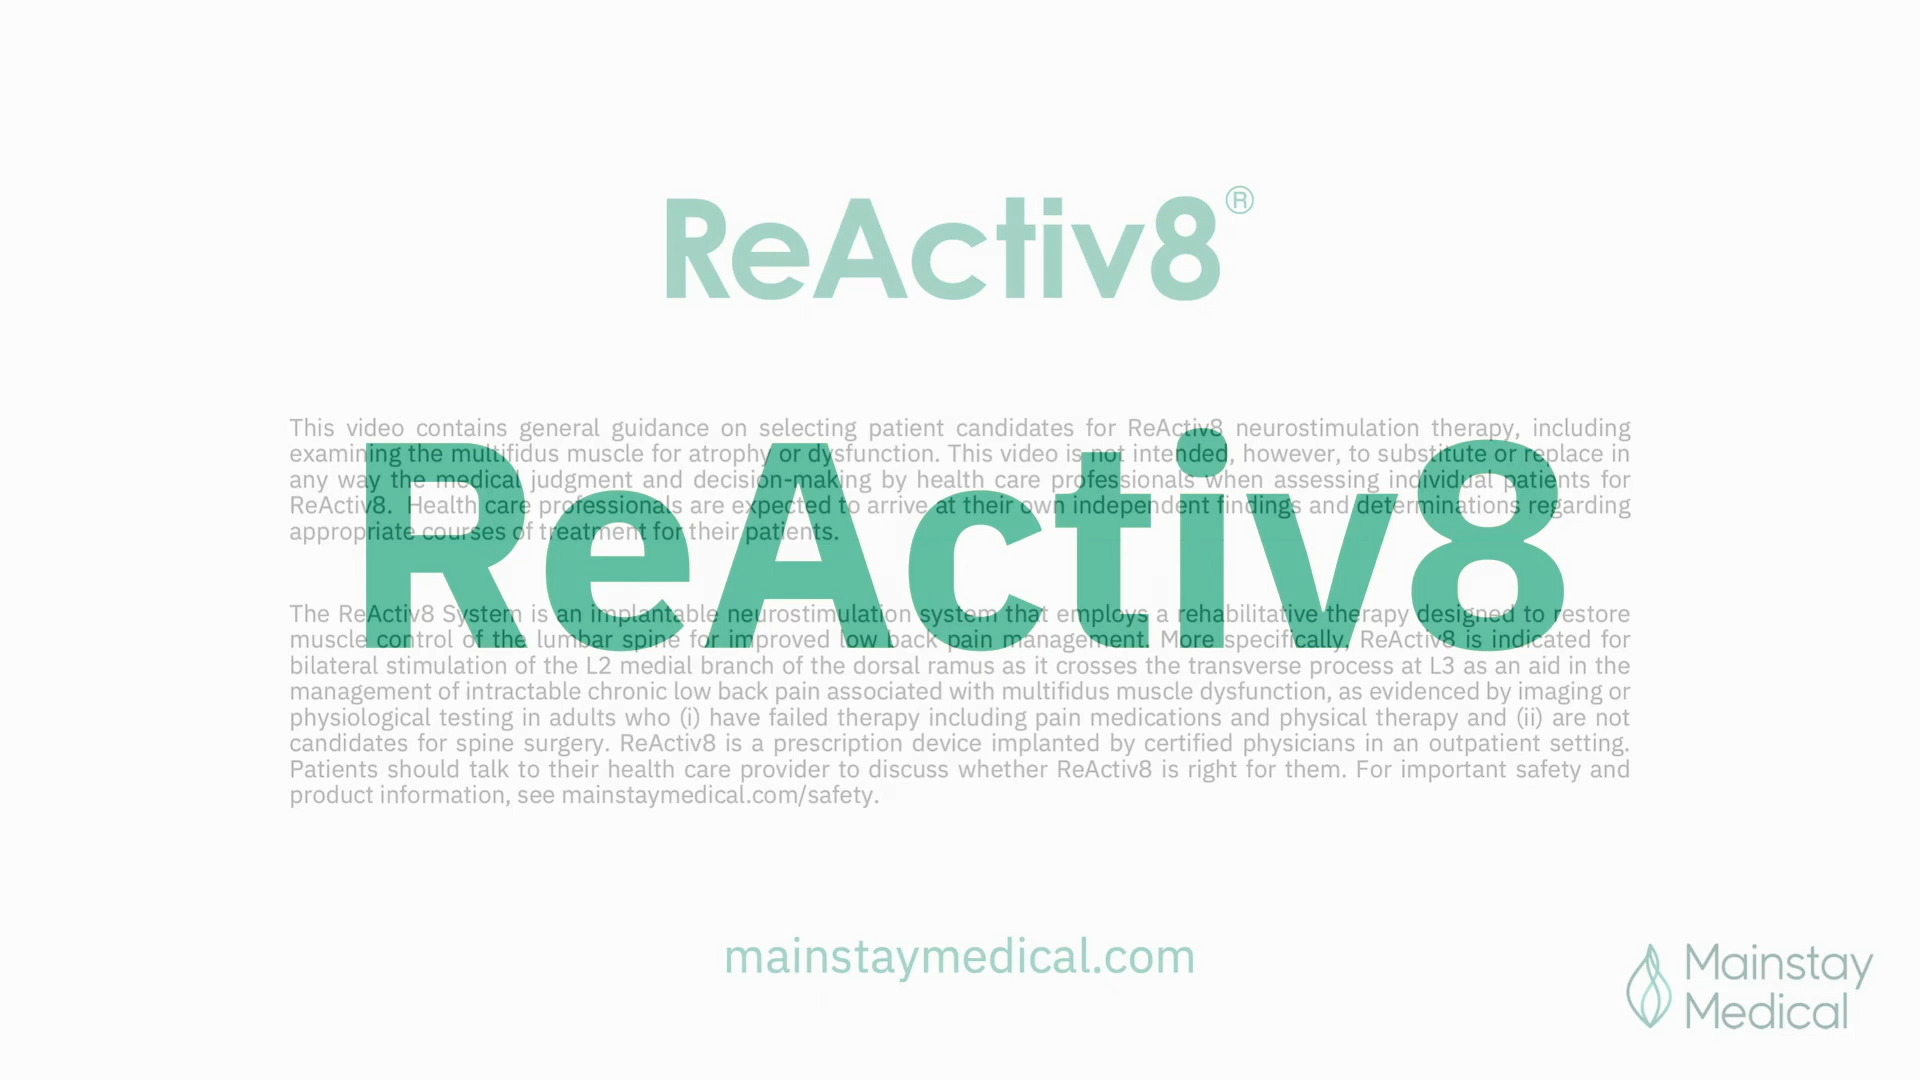 ReActiv8®
This video contains general guidance on selecting patient candidates for ReActiv8 neurostimulation therapy, including
examining the multifidus muscle for atrophy or dysfunction. This video is not intended, however, to substitute or replace in
any way the medical judgment and decision-making by health care professionals when assessing individual patients for
ReActiv8. Health care professionals are expected to arrive at their own independent findings and determinations regarding
appropriate courses of treatment for their patients.
ReActiv8
The ReActiv8 System is an implantable neurostimulation system that employs a rehabilitative therapy designed to restore
muscle control of the lumbar spine for improved low back pain management. More specifically, ReActiv8 is indicated for
bilateral stimulation of the L2 medial branch of the dorsal ramus as it crosses the transverse process at L3 as an aid in the
management of intractable chronic low back pain associated with multifidus muscle dysfunction, as evidenced by imaging or
physiological testing in adults who (i) have failed therapy including pain medications and physical therapy and (ii) are not
candidates for spine surgery. ReActiv8 is a prescription device implanted by certified physicians in an outpatient setting.
Patients should talk to their health care provider to discuss whether ReActiv8 is right for them. For important safety and
product information, see mainstaymedical.com/safety.
mainstaymedical.com
Mainstay
Medical